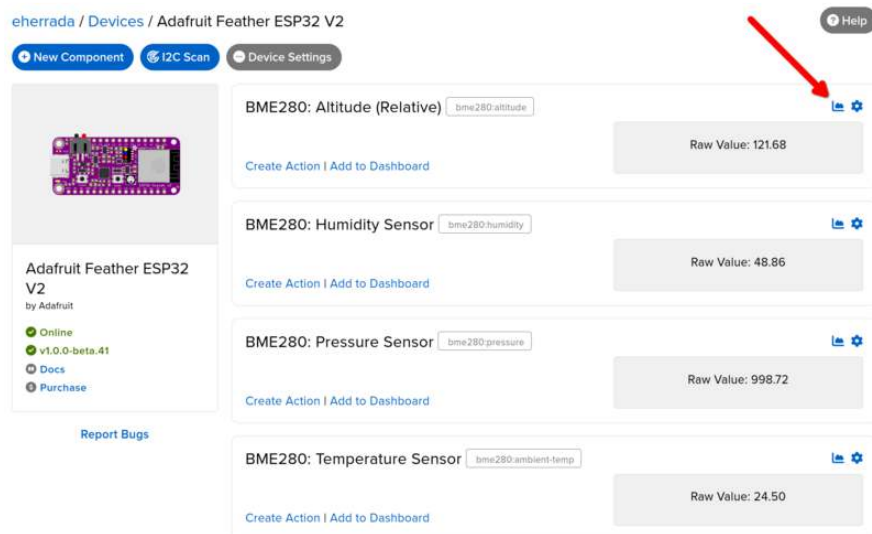 eherrada / Devices / Adafruit Feather ESP32 V2
Help
New Component
I2C Scan
Device Settings
Adafruit Feather ESP32
V2
by Adafruit
Online
v1.0.0-beta.41
Docs
Purchase
Report Bugs
BME280: Altitude (Relative) bme280:altitude
Raw Value: 121.68
Create Action | Add to Dashboard
BME280: Humidity Sensor bme280:humidity
Raw Value: 48.86
Create Action | Add to Dashboard
BME280: Pressure Sensor bme280:pressure
Raw Value: 998.72
Create Action | Add to Dashboard
BME280: Temperature Sensor bme280:ambient-temp
Raw Value: 24.50
Create Action | Add to Dashboard